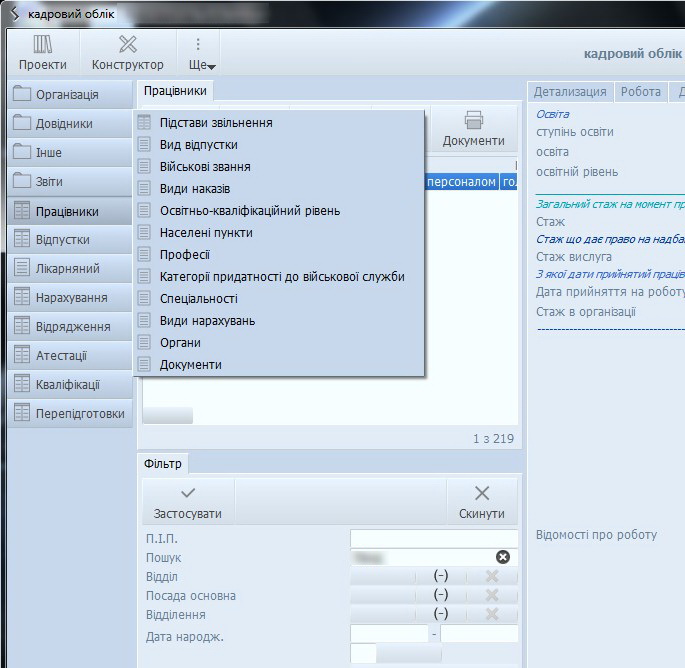 кадровий облік
Проекти
Конструктор
Ще
кадровий облік
Організація
Довідники
Інше
Звіти
Працівники
Відпустки
Лікарняний
Нарахування
Відрядження
Атестації
Кваліфікації
Перепідготовки
Працівники
Документи
персоналом
Підстави звільнення
Вид відпустки
Військові звання
Види наказів
Освітньо-кваліфікаційний рівень
Населені пункти
Професії
Категорії придатності до військової служби
Спеціальності
Види нарахувань
Органи
Документи
1 з 219
Фільтр
Застосувати
Скинути
П.І.П.
Пошук
Відділ (-)
Посада основна (-)
Відділення (-)
Дата народж. -
Детализация Робота
Освіта
ступінь освіти
освіта
освітній рівень
Загальний стаж на момент пр
Стаж
Стаж що дає право на надба
Стаж вислуга
З якої дати прийнятий праців
Дата прийняття на роботу
Стаж в організації
Відомості про роботу